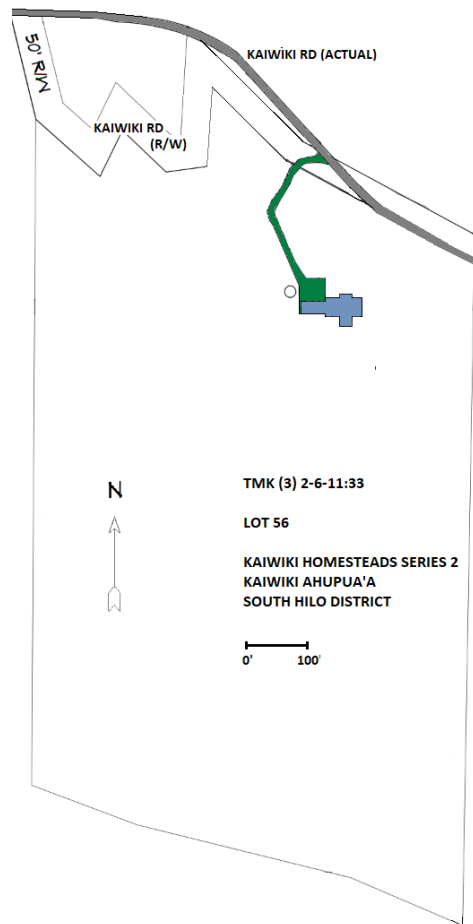 KAIWIKI RD (ACTUAL)
50' R/W
KAIWIKI RD
(R/W)
N
TMK (3) 2-6-11:33
LOT 56
KAIWIKI HOMESTEADS SERIES 2
KAIWIKI AHUPUA'A
SOUTH HILO DISTRICT
0' 100'